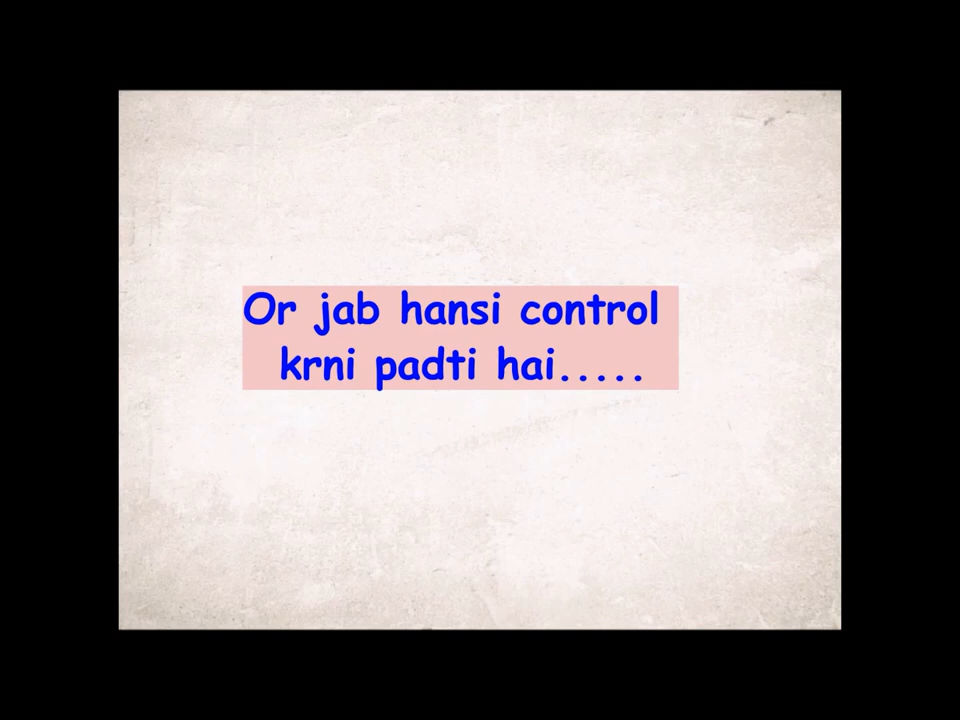 Or jab hansi control
krni padti hai.....